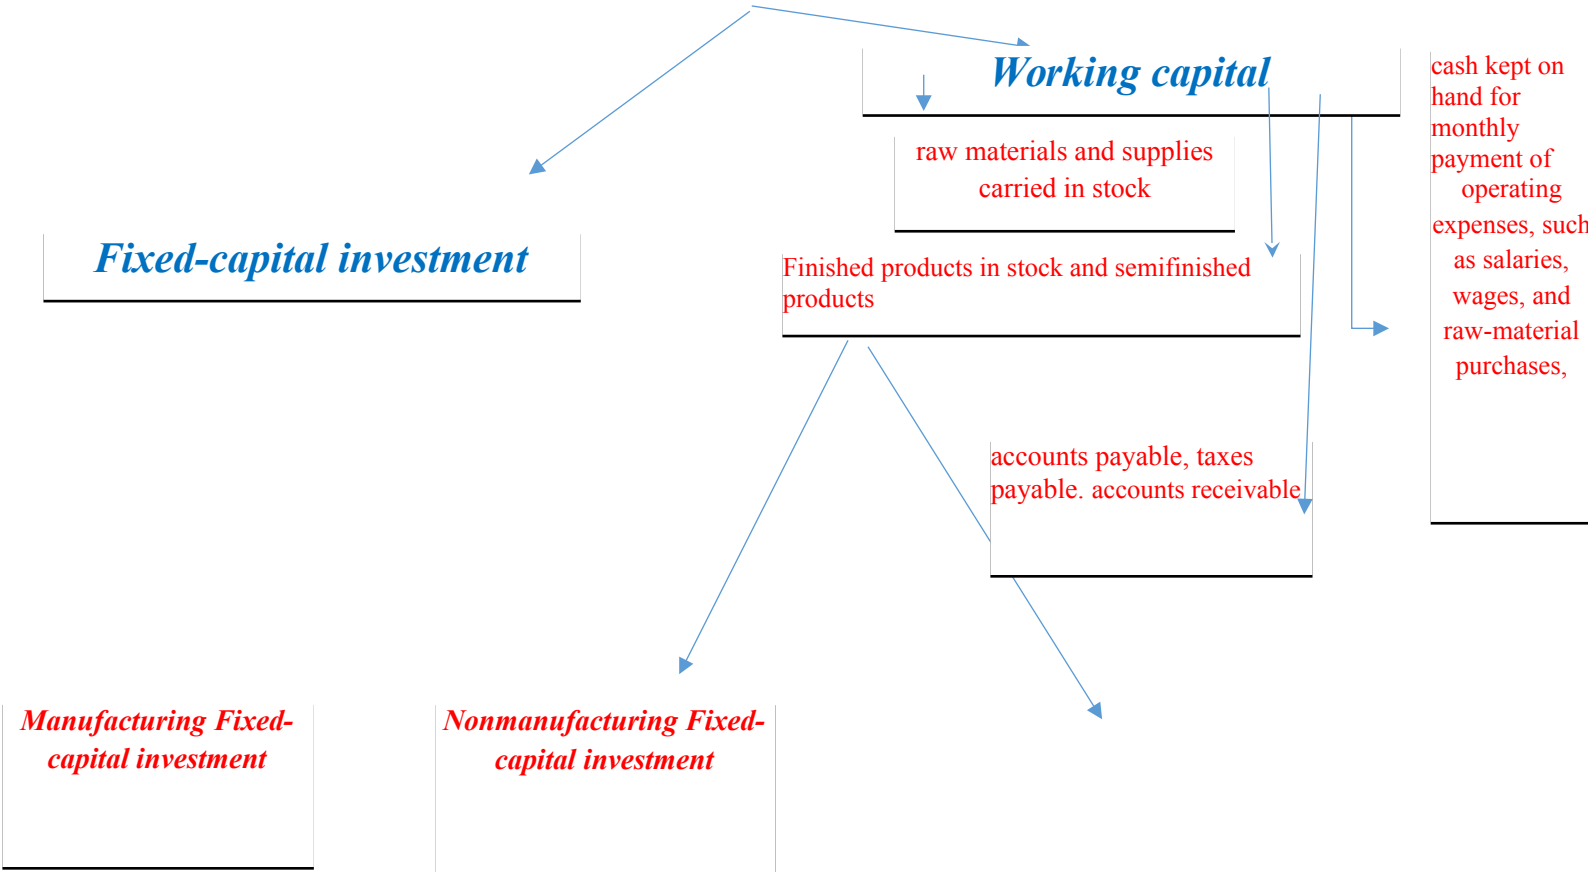 Working capital
cash kept on
hand for
monthly
payment of
operating
expenses, such
as salaries,
wages, and
raw-material
purchases,
raw materials and supplies
carried in stock
Fixed-capital investment
Finished products in stock and semifinished
products
accounts payable, taxes
payable. accounts receivable
Manufacturing Fixed-
capital investment
Nonmanufacturing Fixed-
capital investment